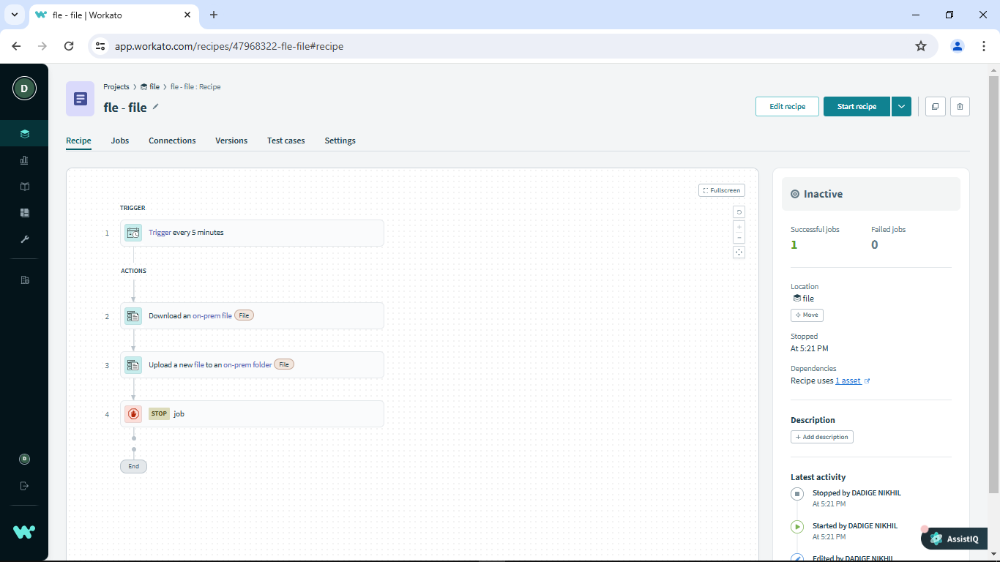 fle - file | Workato
app.workato.com/recipes/47968322-fle-file#recipe
D
Projects > file > fle - file : Recipe
fle - file
Edit recipe
Start recipe
Recipe
Jobs
Connections
Versions
Test cases
Settings
Fullscreen
TRIGGER
1 Trigger every 5 minutes
ACTIONS
2 Download an on-prem file File
3 Upload a new file to an on-prem folder File
4 STOP job
End
Inactive
Successful jobs Failed jobs
1 0
Location
file
Move
Stopped
At 5:21 PM
Dependencies
Recipe uses 1 asset
Description
+ Add description
Latest activity
Stopped by DADIGE NIKHIL
At 5:21 PM
Started by DADIGE NIKHIL
At 5:21 PM
Edited by DADIGE NIKHIL
AssistIQ
D